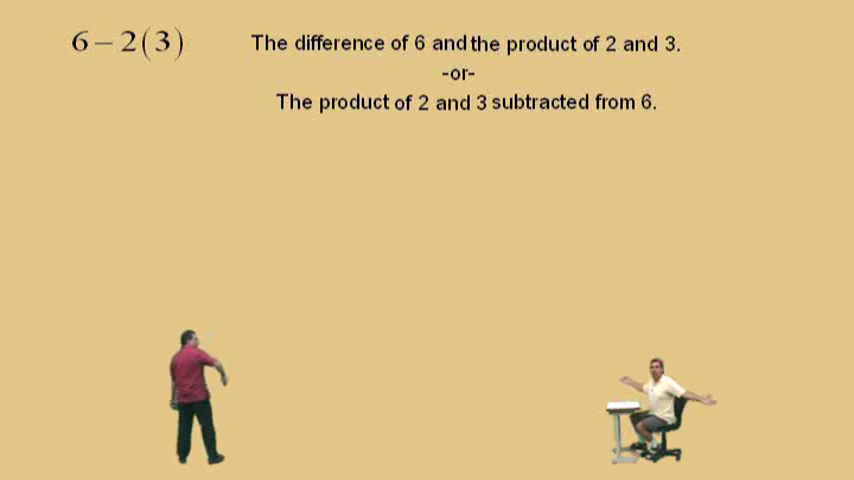 6 – 2(3) The difference of 6 and the product of 2 and 3.
-or-
The product of 2 and 3 subtracted from 6.